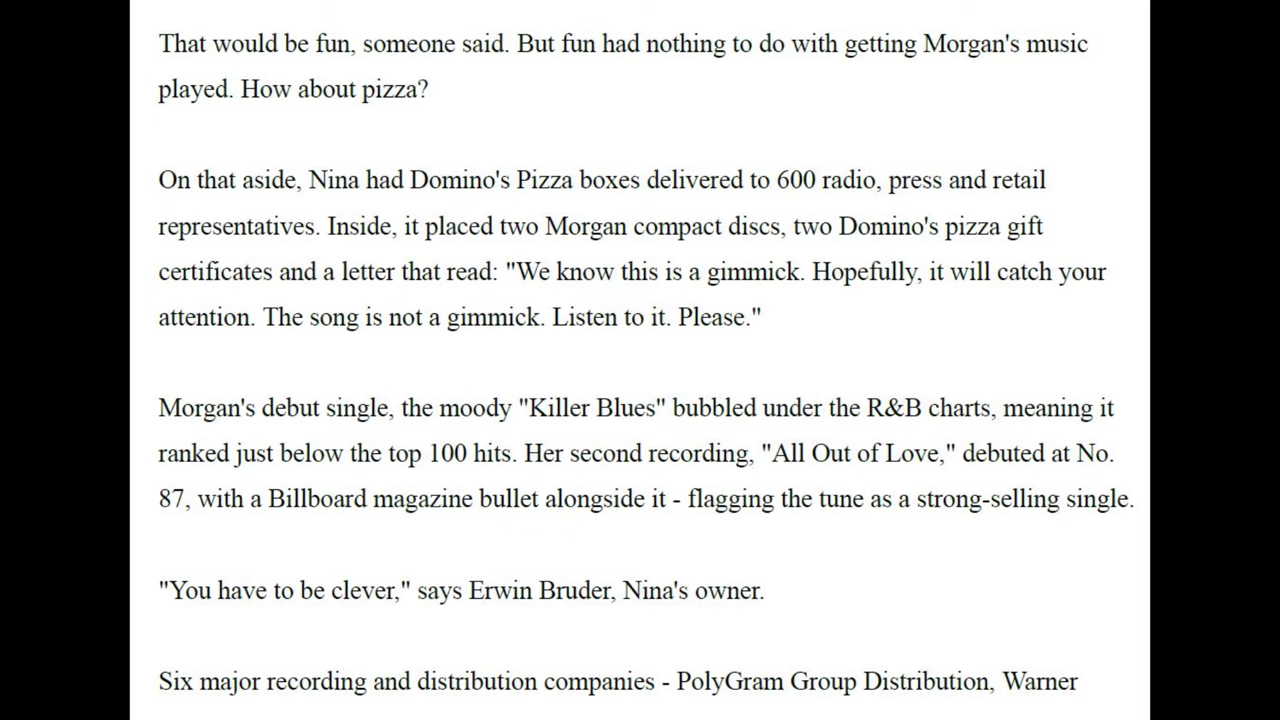 That would be fun, someone said. But fun had nothing to do with getting Morgan's music
played. How about pizza?
On that aside, Nina had Domino's Pizza boxes delivered to 600 radio, press and retail
representatives. Inside, it placed two Morgan compact discs, two Domino's pizza gift
certificates and a letter that read: "We know this is a gimmick. Hopefully, it will catch your
attention. The song is not a gimmick. Listen to it. Please."
Morgan's debut single, the moody "Killer Blues" bubbled under the R&B charts, meaning it
ranked just below the top 100 hits. Her second recording, "All Out of Love," debuted at No.
87, with a Billboard magazine bullet alongside it - flagging the tune as a strong-selling single.
"You have to be clever," says Erwin Bruder, Nina's owner.
Six major recording and distribution companies - PolyGram Group Distribution, Warner